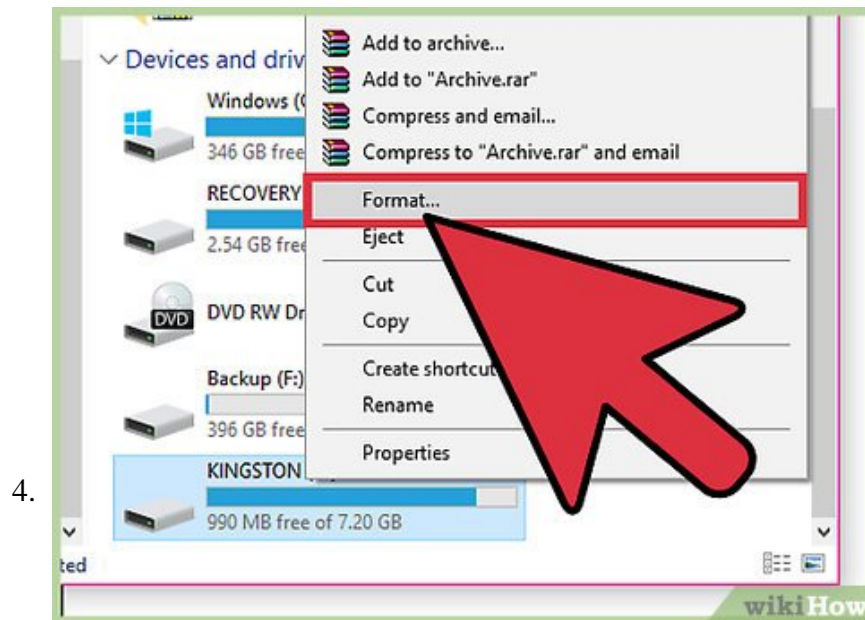 Add to archive...
Devices and driv
Add to "Archive.rar"
Windows (
Compress and email...
346 GB free
Compress to "Archive.rar" and email
RECOVERY
Format...
2.54 GB free
Eject
Cut
DVD
DVD RW Dr
Copy
Create shortcut
Backup (F:)
Rename
396 GB free
Properties
KINGSTON
4.
990 MB free of 7.20 GB
ted
wikiHow